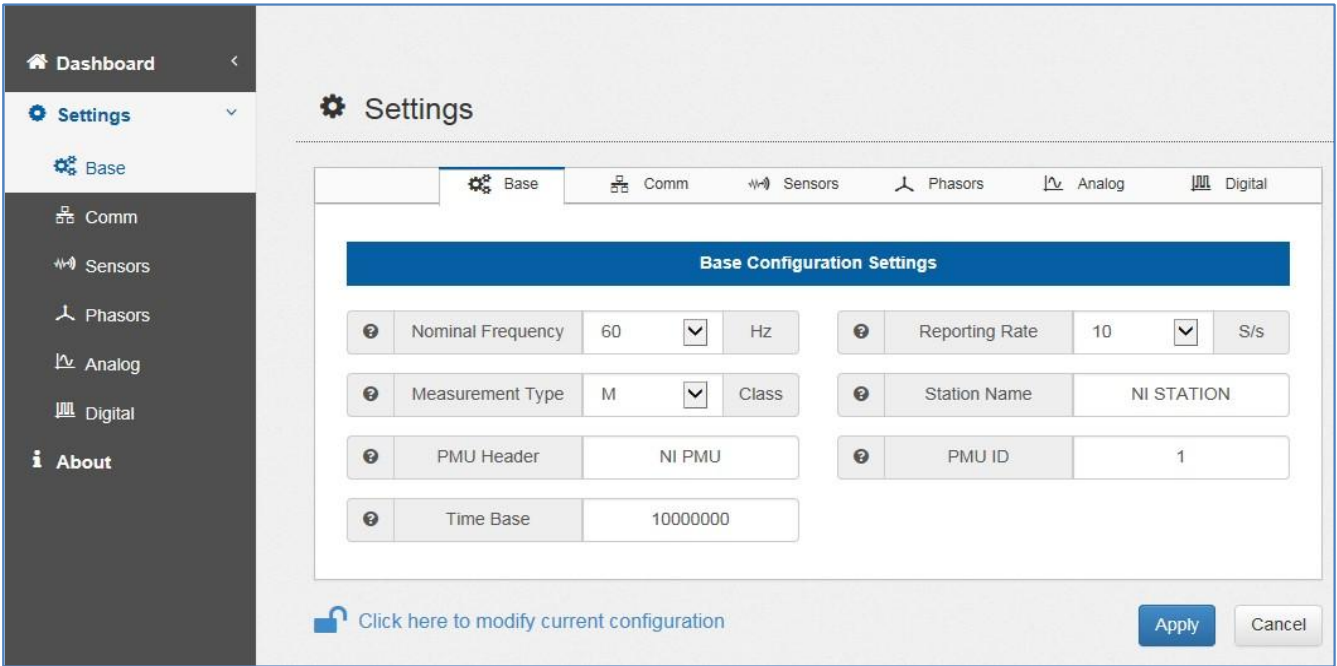 Dashboard
Settings
Base
Comm
Sensors
Phasors
Analog
Digital
About
Settings
Base Comm Sensors Phasors Analog Digital
Base Configuration Settings
Nominal Frequency 60 Hz Reporting Rate 10 S/s
Measurement Type M Class Station Name NI STATION
PMU Header NI PMU PMU ID 1
Time Base 10000000
Click here to modify current configuration Apply Cancel